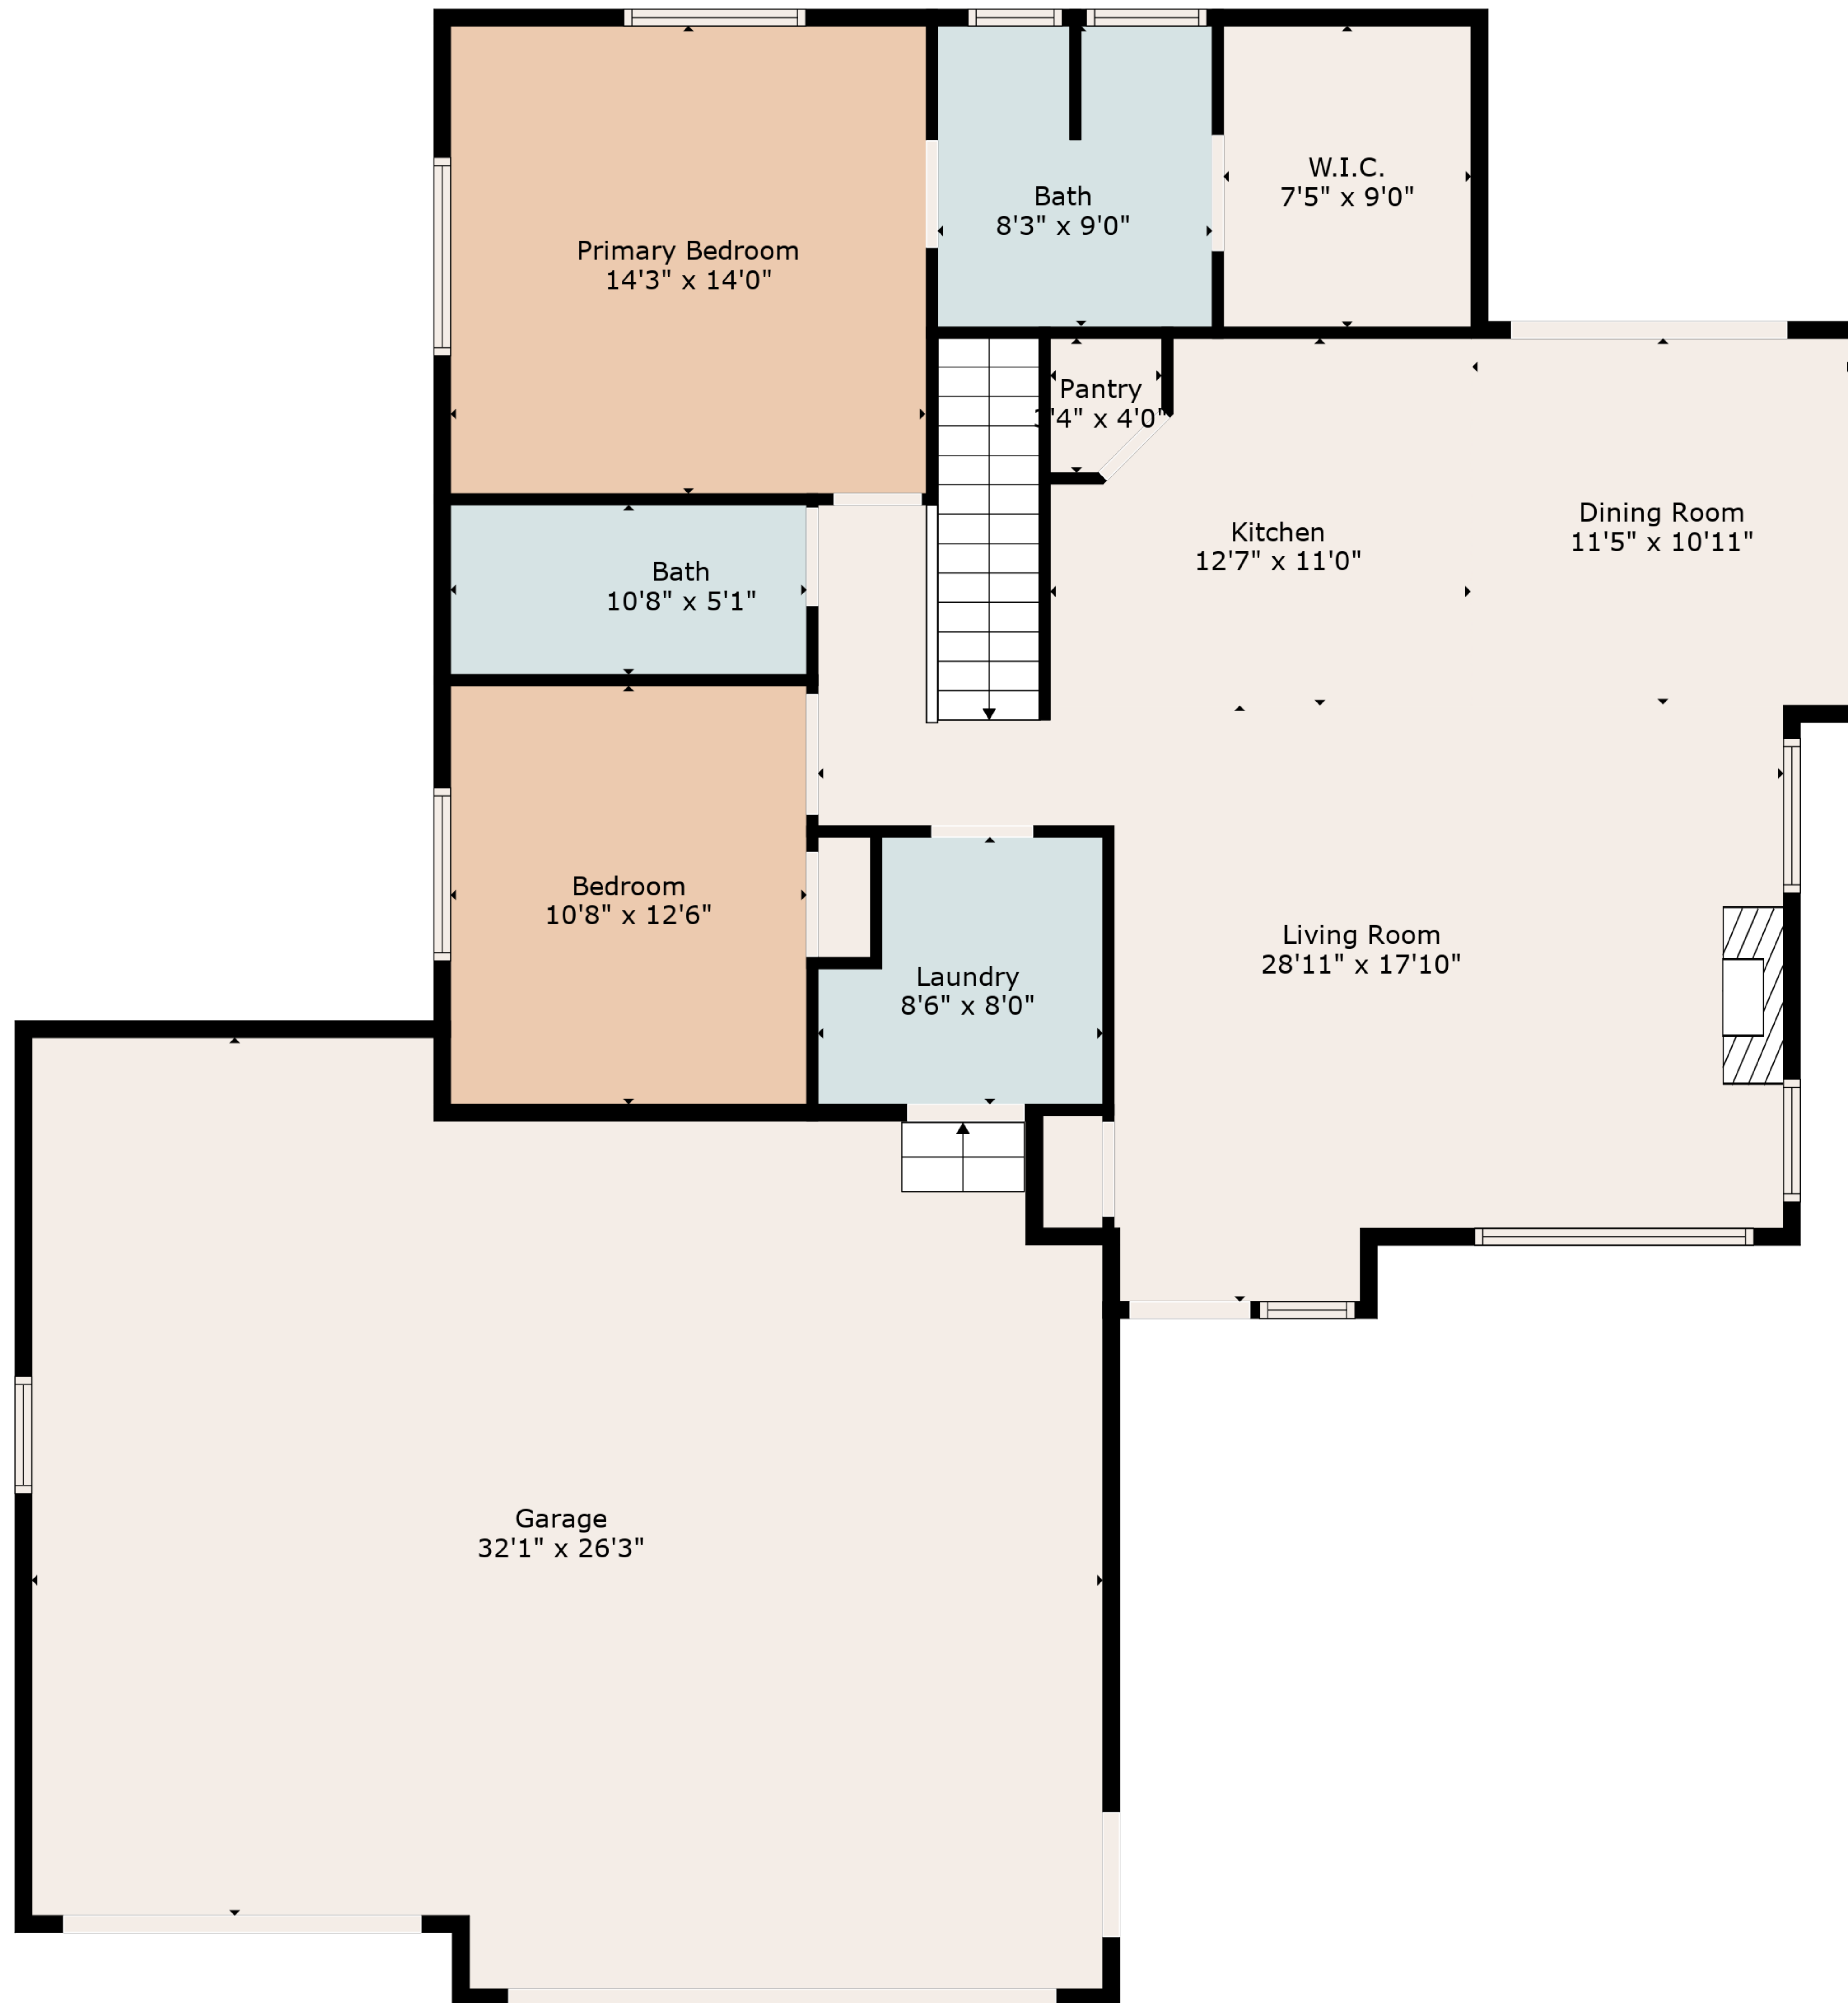 Primary Bedroom
14'3" x 14'0"
Bath
8'3" x 9'0"
W.I.C.
7'5" x 9'0"
Pantry
'4" x 4'0"
Kitchen
12'7" x 11'0"
Dining Room
11'5" x 10'11"
Bath
10'8" x 5'1"
Bedroom
10'8" x 12'6"
Laundry
8'6" x 8'0"
Living Room
28'11" x 17'10"
Garage
32'1" x 26'3"